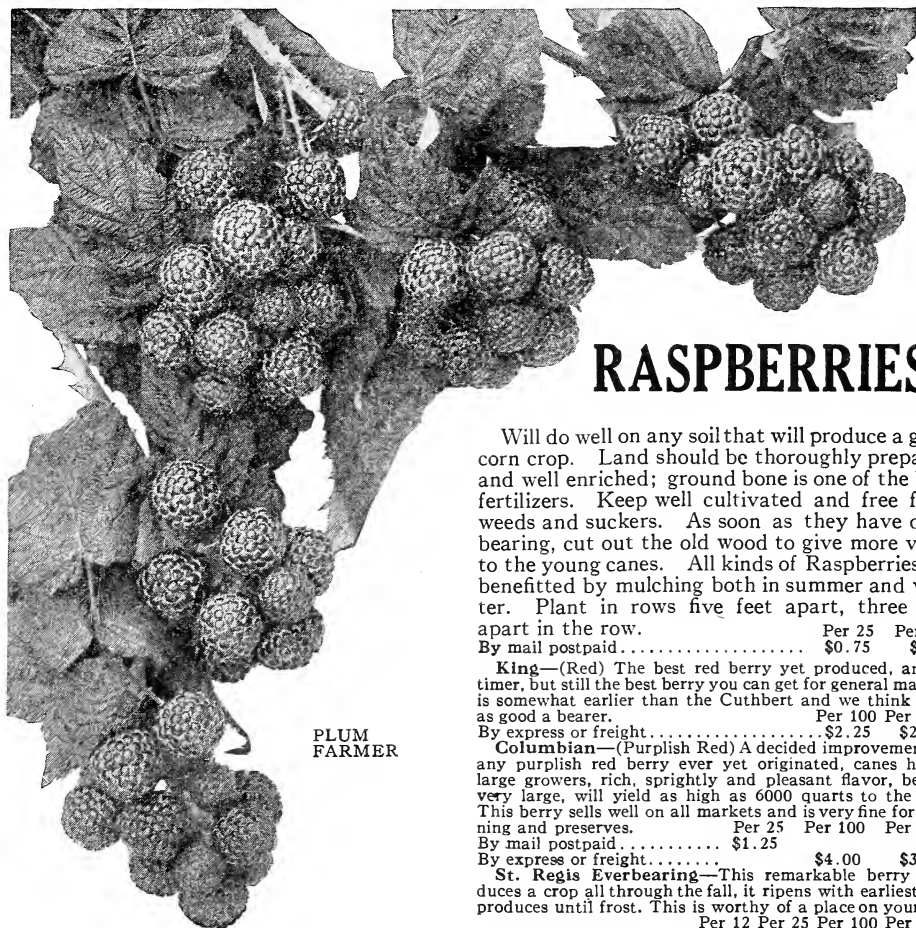 RASPBERRIES
Will do well on any soil that will produce a g
corn crop. Land should be thoroughly prepa
and well enriched; ground bone is one of the
fertilizers. Keep well cultivated and free f
weeds and suckers. As soon as they have d
bearing, cut out the old wood to give more v
to the young canes. All kinds of Raspberries
benefitted by mulching both in summer and
ter. Plant in rows five feet apart, three
apart in the row. Per 25 Per
By mail postpaid.................... $0.75 $
King—(Red) The best red berry yet produced, an
timer, but still the best berry you can get for general ma
is somewhat earlier than the Cuthbert and we think
as good a bearer. Per 100 Per
By express or freight....................$2.25 $2
Columbian—(Purplish Red) A decided improvemen
any purplish red berry ever yet originated, canes h
large growers, rich, sprightly and pleasant flavor, be
very large, will yield as high as 6000 quarts to the
This berry sells well on all markets and is very fine for
ning and preserves. Per 25 Per 100 Per
By mail postpaid........... $1.25
By express or freight........ $4.00 $3
St. Regis Everbearing—This remarkable berry
duces a crop all through the fall, it ripens with earliest
produces until frost. This is worthy of a place on your
Per 12 Per 25 Per 100 Per
PLUM
FARMER